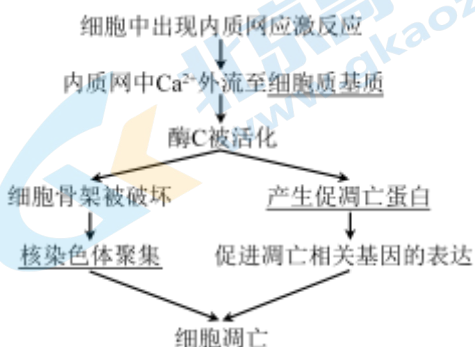 细胞中出现内质网应激反应
内质网中Ca²⁺外流至细胞质基质
酶C被活化
细胞骨架被破坏 产生促凋亡蛋白
核染色体聚集 促进凋亡相关基因的表达
细胞凋亡